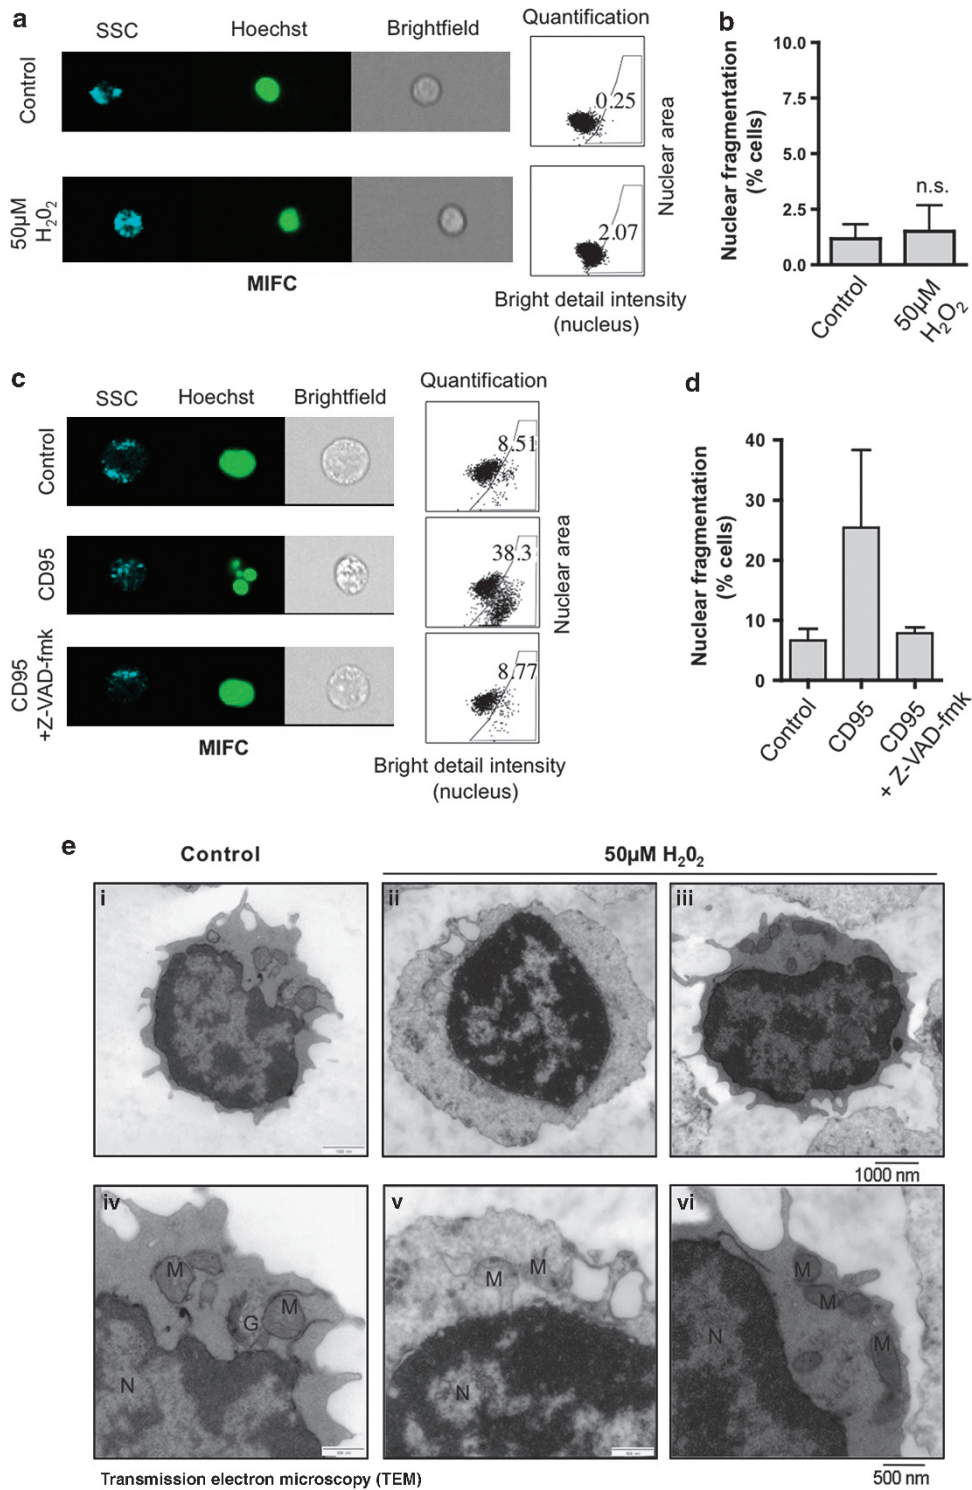 a
SSC
Hoechst
Brightfield
Quantification
Control
0.25
50µM
H₂0₂
2.07
Nuclear area
MIFC
Bright detail intensity
(nucleus)
b
Nuclear fragmentation
(% cells)
10.0
7.5
5.0
2.5
0.0
n.s.
Control
50µM
H₂O₂
c
SSC
Hoechst
Brightfield
Quantification
Control
8.51
CD95
38.3
CD95
+Z-VAD-fmk
8.77
Nuclear area
MIFC
Bright detail intensity
(nucleus)
d
Nuclear fragmentation
(% cells)
40
30
20
10
0
Control
CD95
CD95
+ Z-VAD-fmk
e
Control
50µM H₂0₂
i
ii
iii
1000 nm
iv
M
M
G
N
v
M
M
N
vi
M
M
M
N
500 nm
Transmission electron microscopy (TEM)